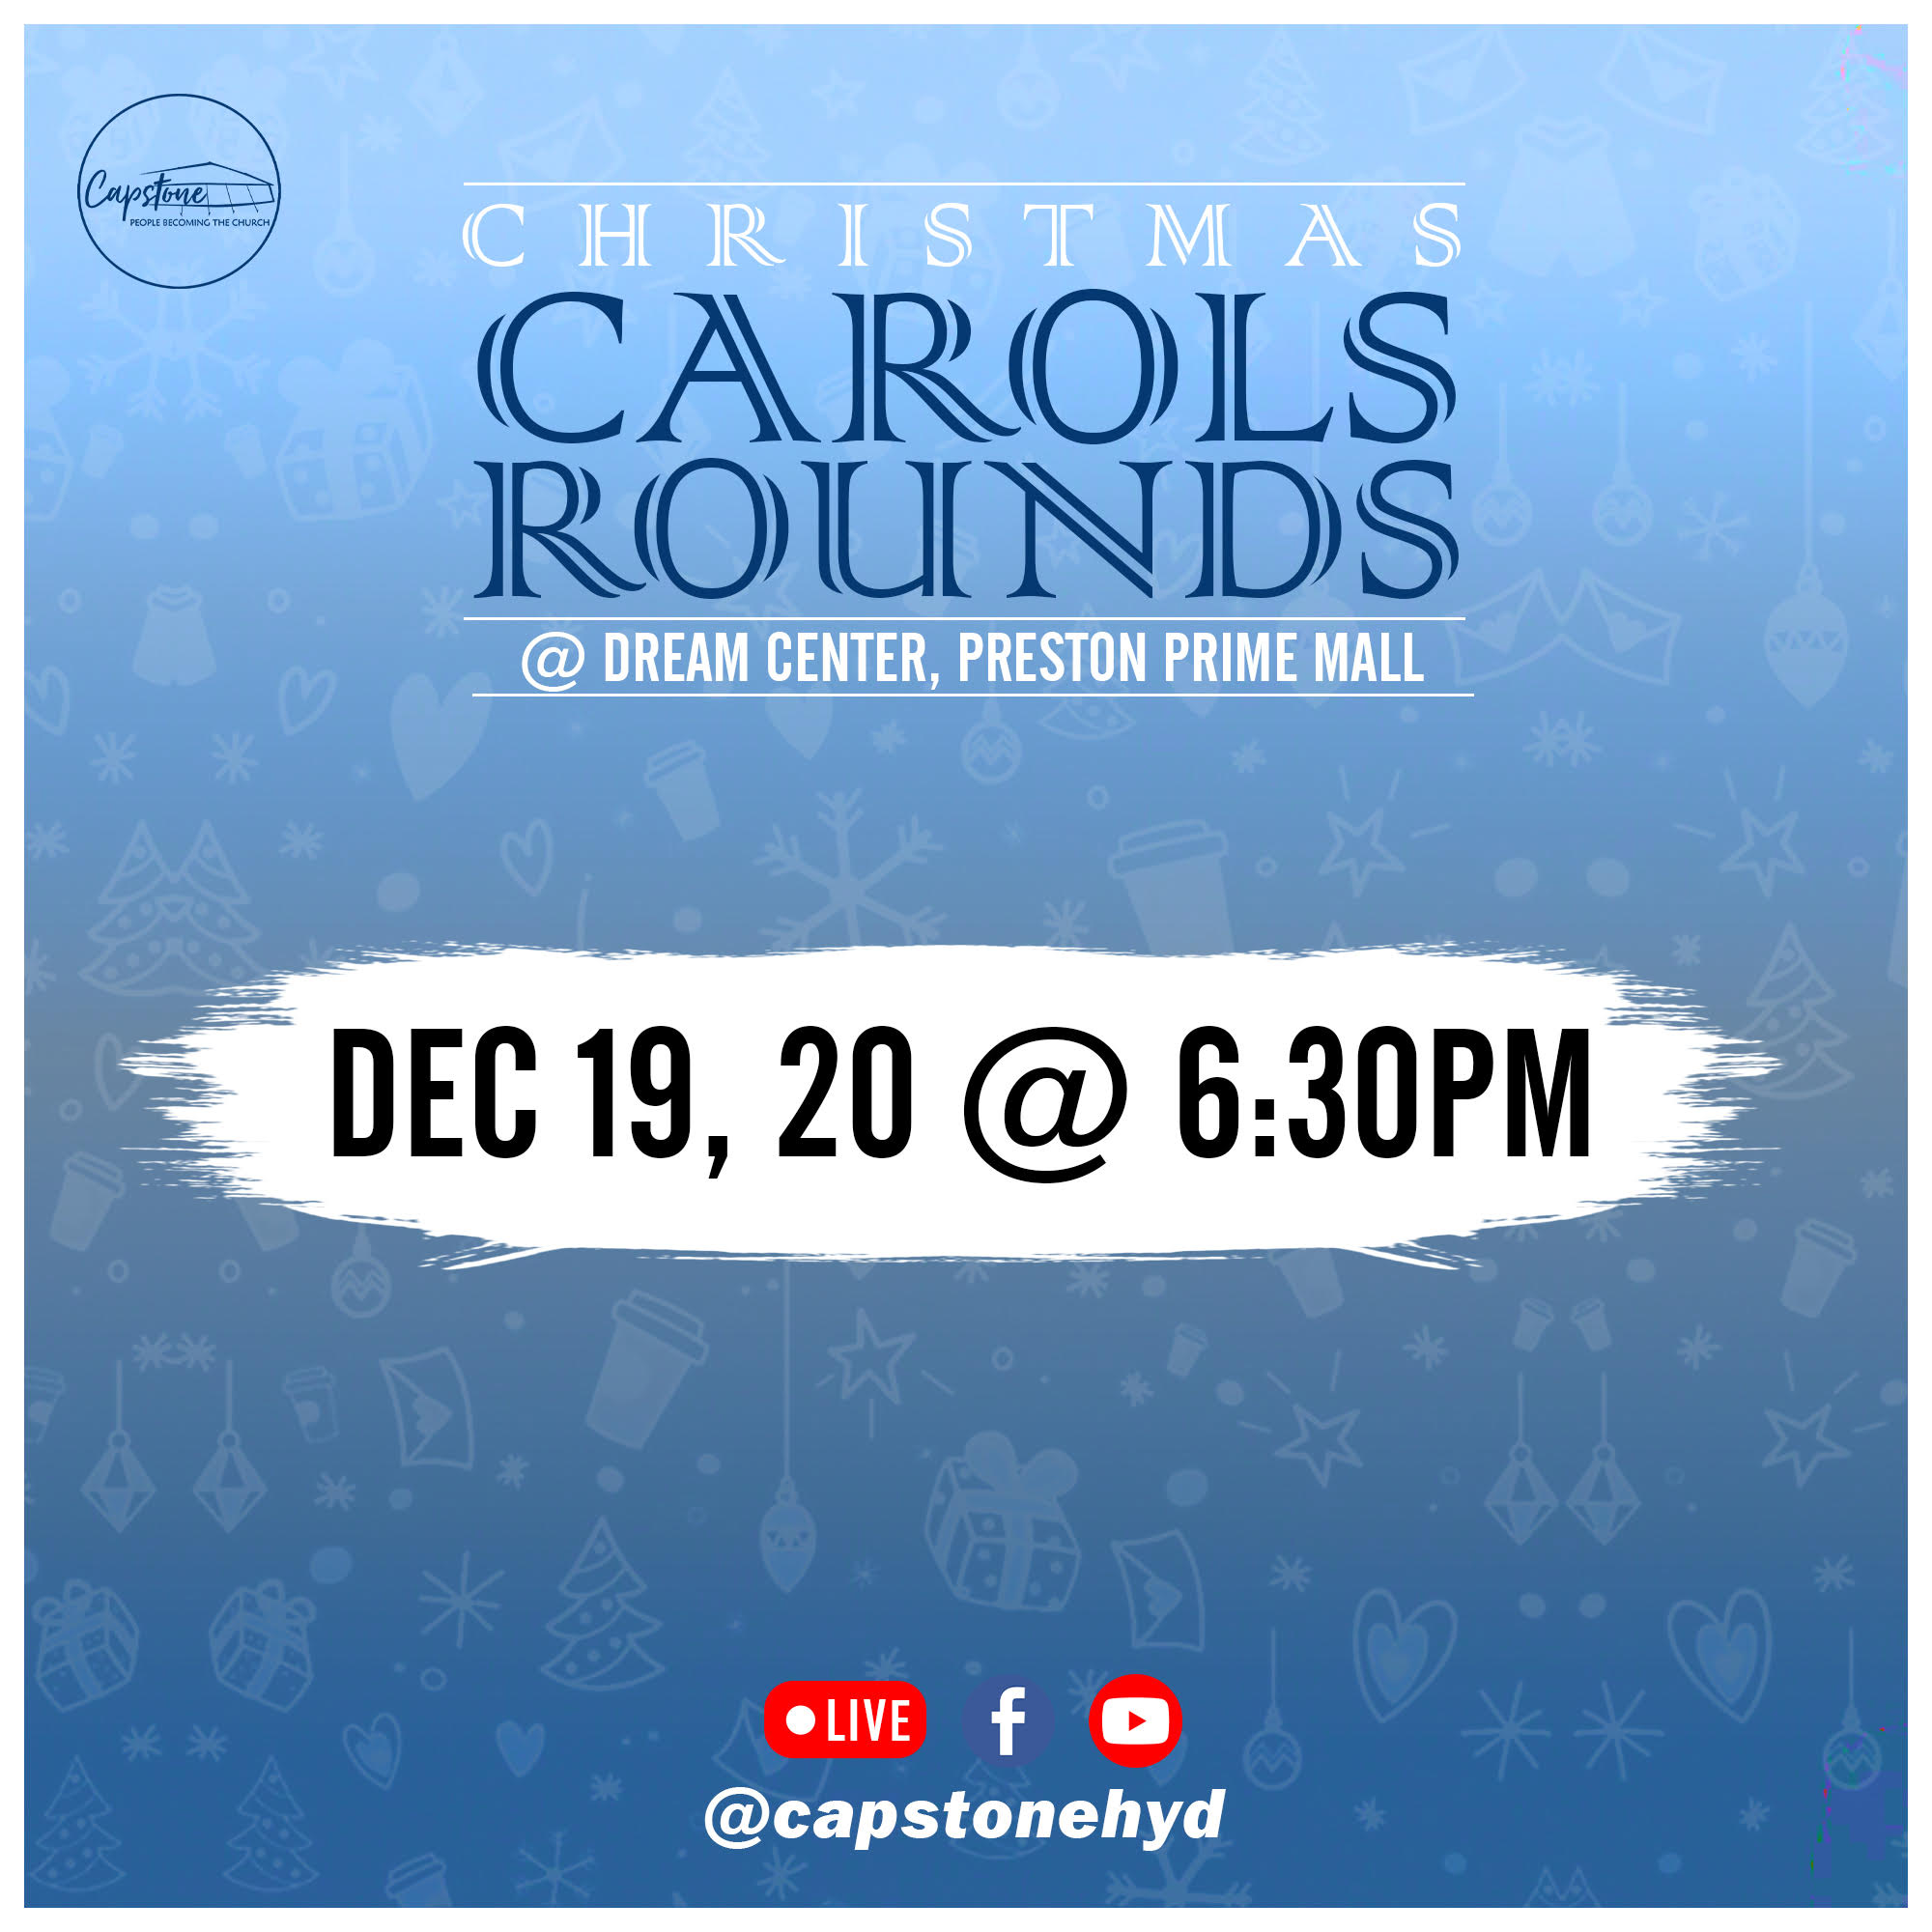 Capstone
PEOPLE BECOMING THE CHURCH
CHRISTMAS
CAROLS
ROUNDS
@ DREAM CENTER, PRESTON PRIME MALL
DEC 19, 20 @ 6:30PM
LIVE
@capstonehyd